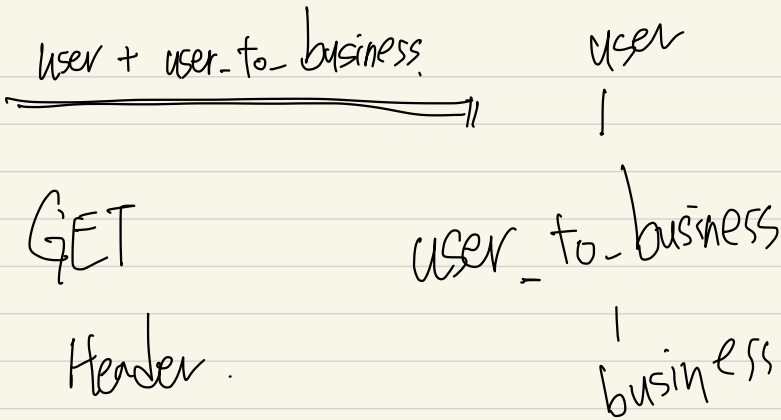 user + user_to_business.
GET
Header.
user
user_to_business
business